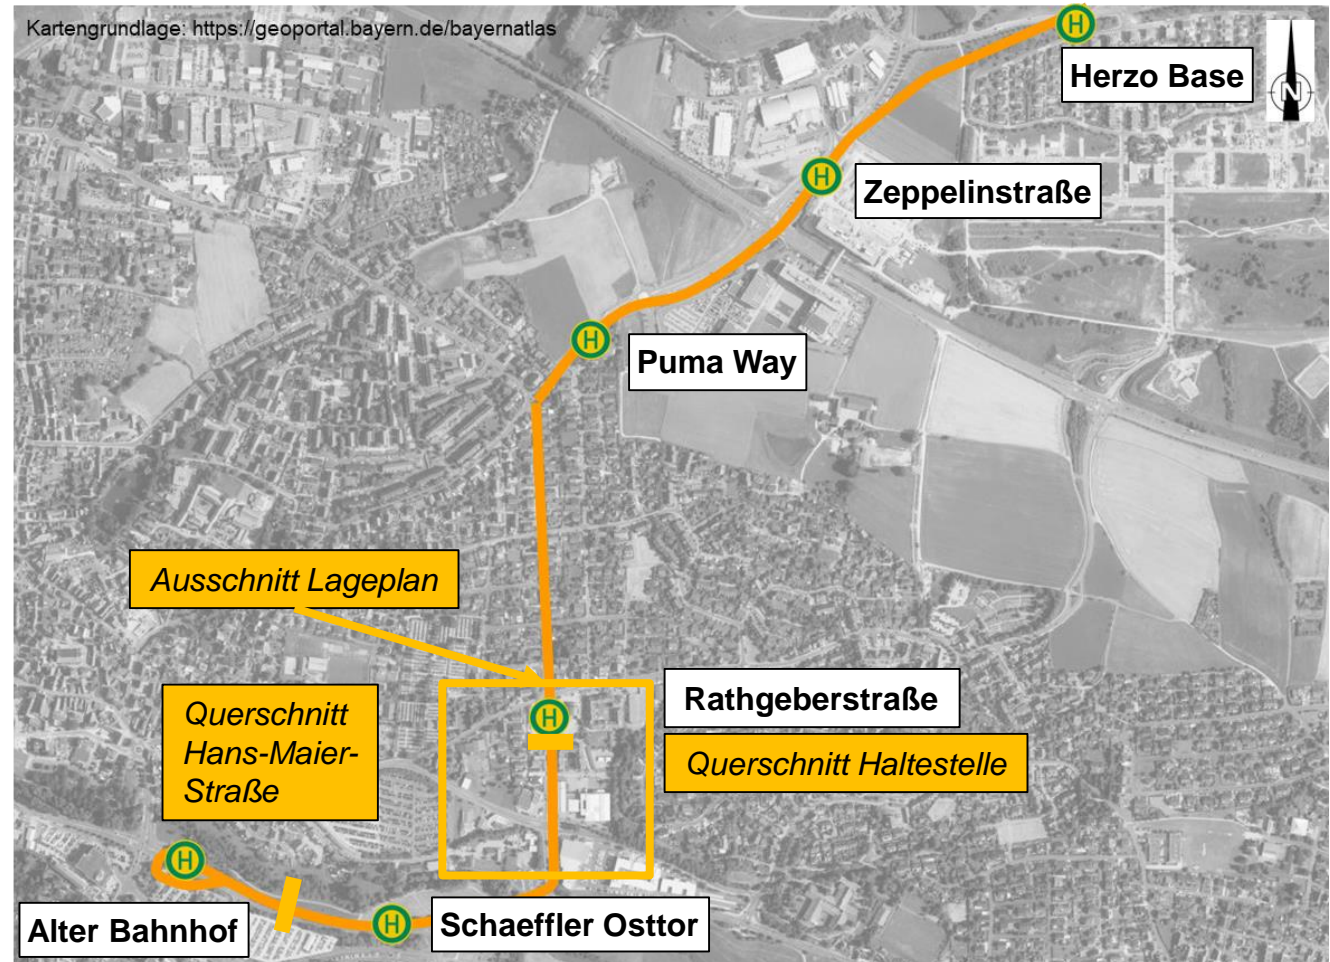 Kartengrundlage: https://geoportal.bayern.de/bayernatlas
H
Herzo Base
N
H
Zeppelinstraße
H
Puma Way
Ausschnitt Lageplan
H
Rathgeberstraße
Querschnitt Haltestelle
Querschnitt
Hans-Maier-
Straße
H
Alter Bahnhof
H
Schaeffler Osttor